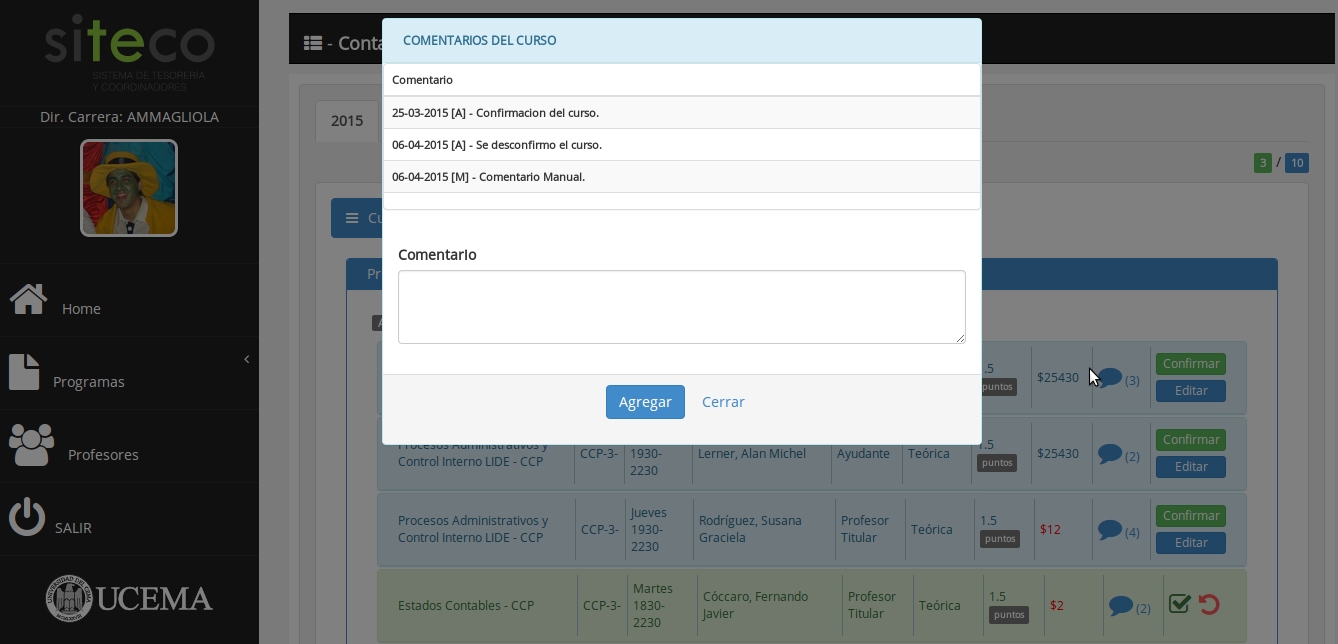 siteco
SISTEMA DE TESORERIA
Y COORDINADORES
Dir. Carrera: AMMAGLIOLA
Home
Programas
Profesores
SALIR
UCEMA
- Conta
2015
3 / 10
Cu
Pr
A
COMENTARIOS DEL CURSO
Comentario
25-03-2015 [A] - Confirmacion del curso.
06-04-2015 [A] - Se desconfirmo el curso.
06-04-2015 [M] - Comentario Manual.
Comentario
Agregar Cerrar
.5
puntos
$25430
(3)
Confirmar
Editar
Procesos Administrativos y
Control Interno LIDE - CCP
CCP-3-
1930-
2230
Lerner, Alan Michel
Ayudante
Teórica
1.5
puntos
$25430
(2)
Confirmar
Editar
Procesos Administrativos y
Control Interno LIDE - CCP
CCP-3-
Jueves
1930-
2230
Rodríguez, Susana
Graciela
Profesor
Titular
Teórica
1.5
puntos
$12
(4)
Confirmar
Editar
Estados Contables - CCP
CCP-3-
Martes
1830-
2230
Cóccaro, Fernando
Javier
Profesor
Titular
Teórica
1.5
puntos
$2
(2)